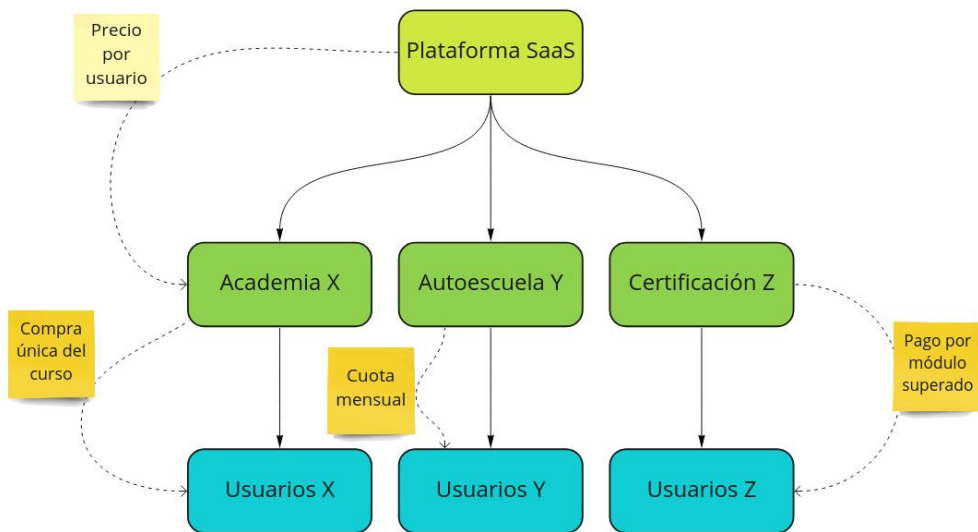 Precio
por
usuario
Plataforma SaaS
Academia X
Autoescuela Y
Certificación Z
Compra
única del
curso
Cuota
mensual
Pago por
módulo
superado
Usuarios X
Usuarios Y
Usuarios Z